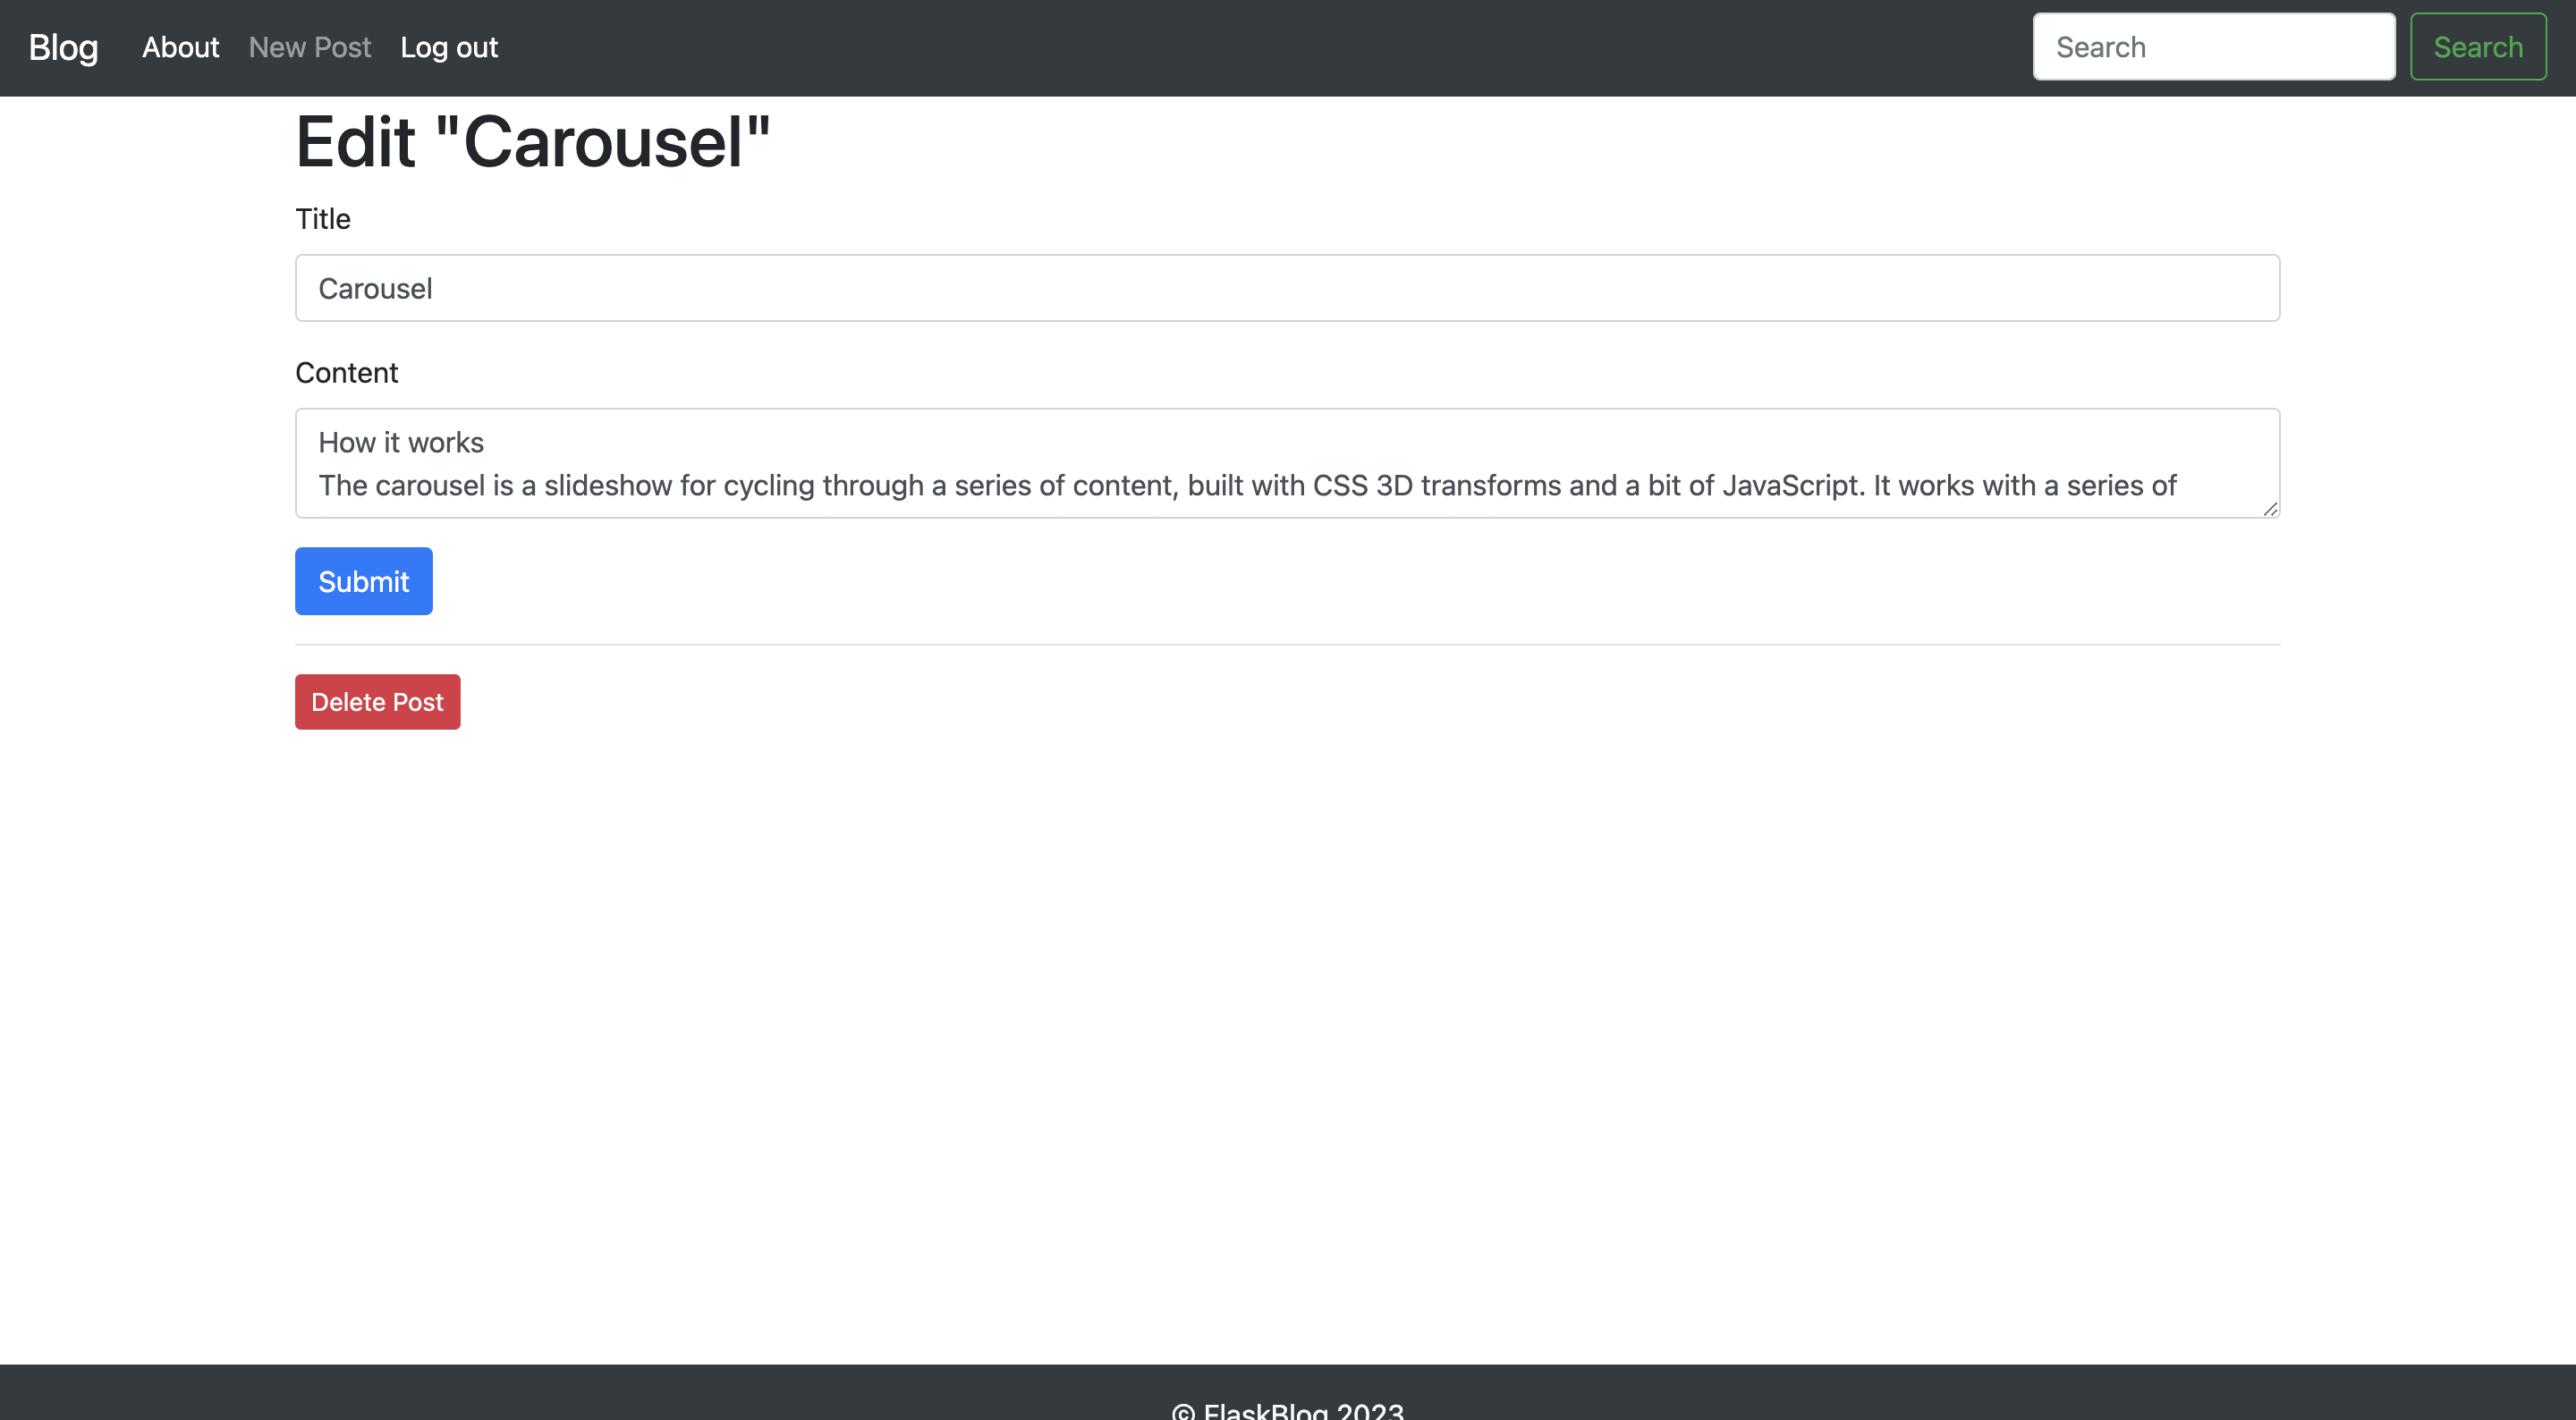 Blog About New Post Log out Search Search
Edit "Carousel"
Title
Carousel
Content
How it works
The carousel is a slideshow for cycling through a series of content, built with CSS 3D transforms and a bit of JavaScript. It works with a series of
Submit
Delete Post
© FlaskBlog 2023